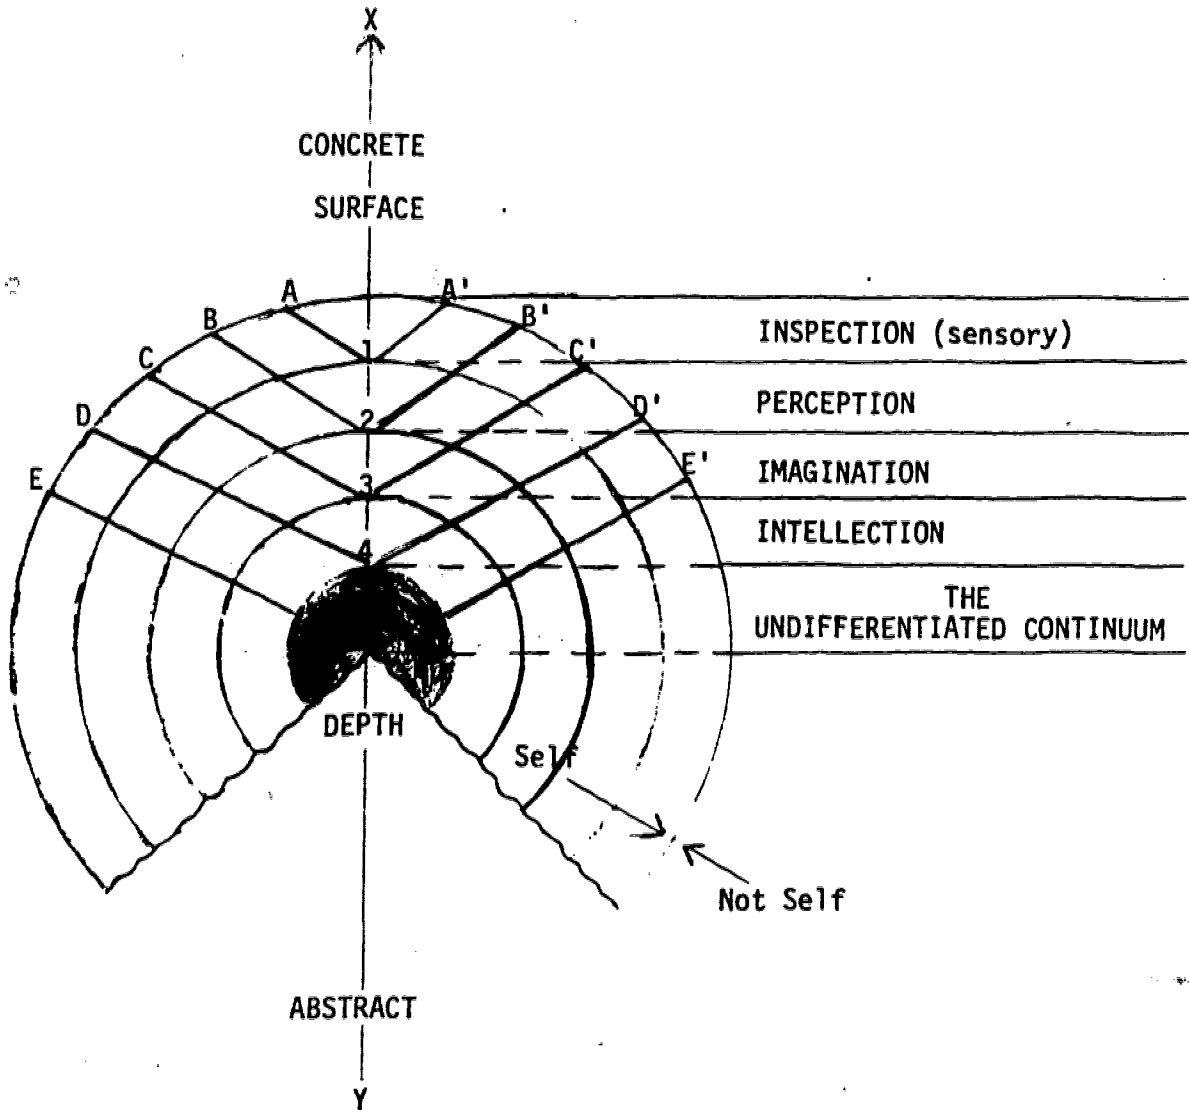 X
CONCRETE
SURFACE
A
A'
B
B'
INSPECTION (sensory)
C
1
C'
D
2
D'
PERCEPTION
E
3
E'
IMAGINATION
4
INTELLECTION
THE
UNDIFFERENTIATED CONTINUUM
DEPTH
Self
Not Self
ABSTRACT
Y